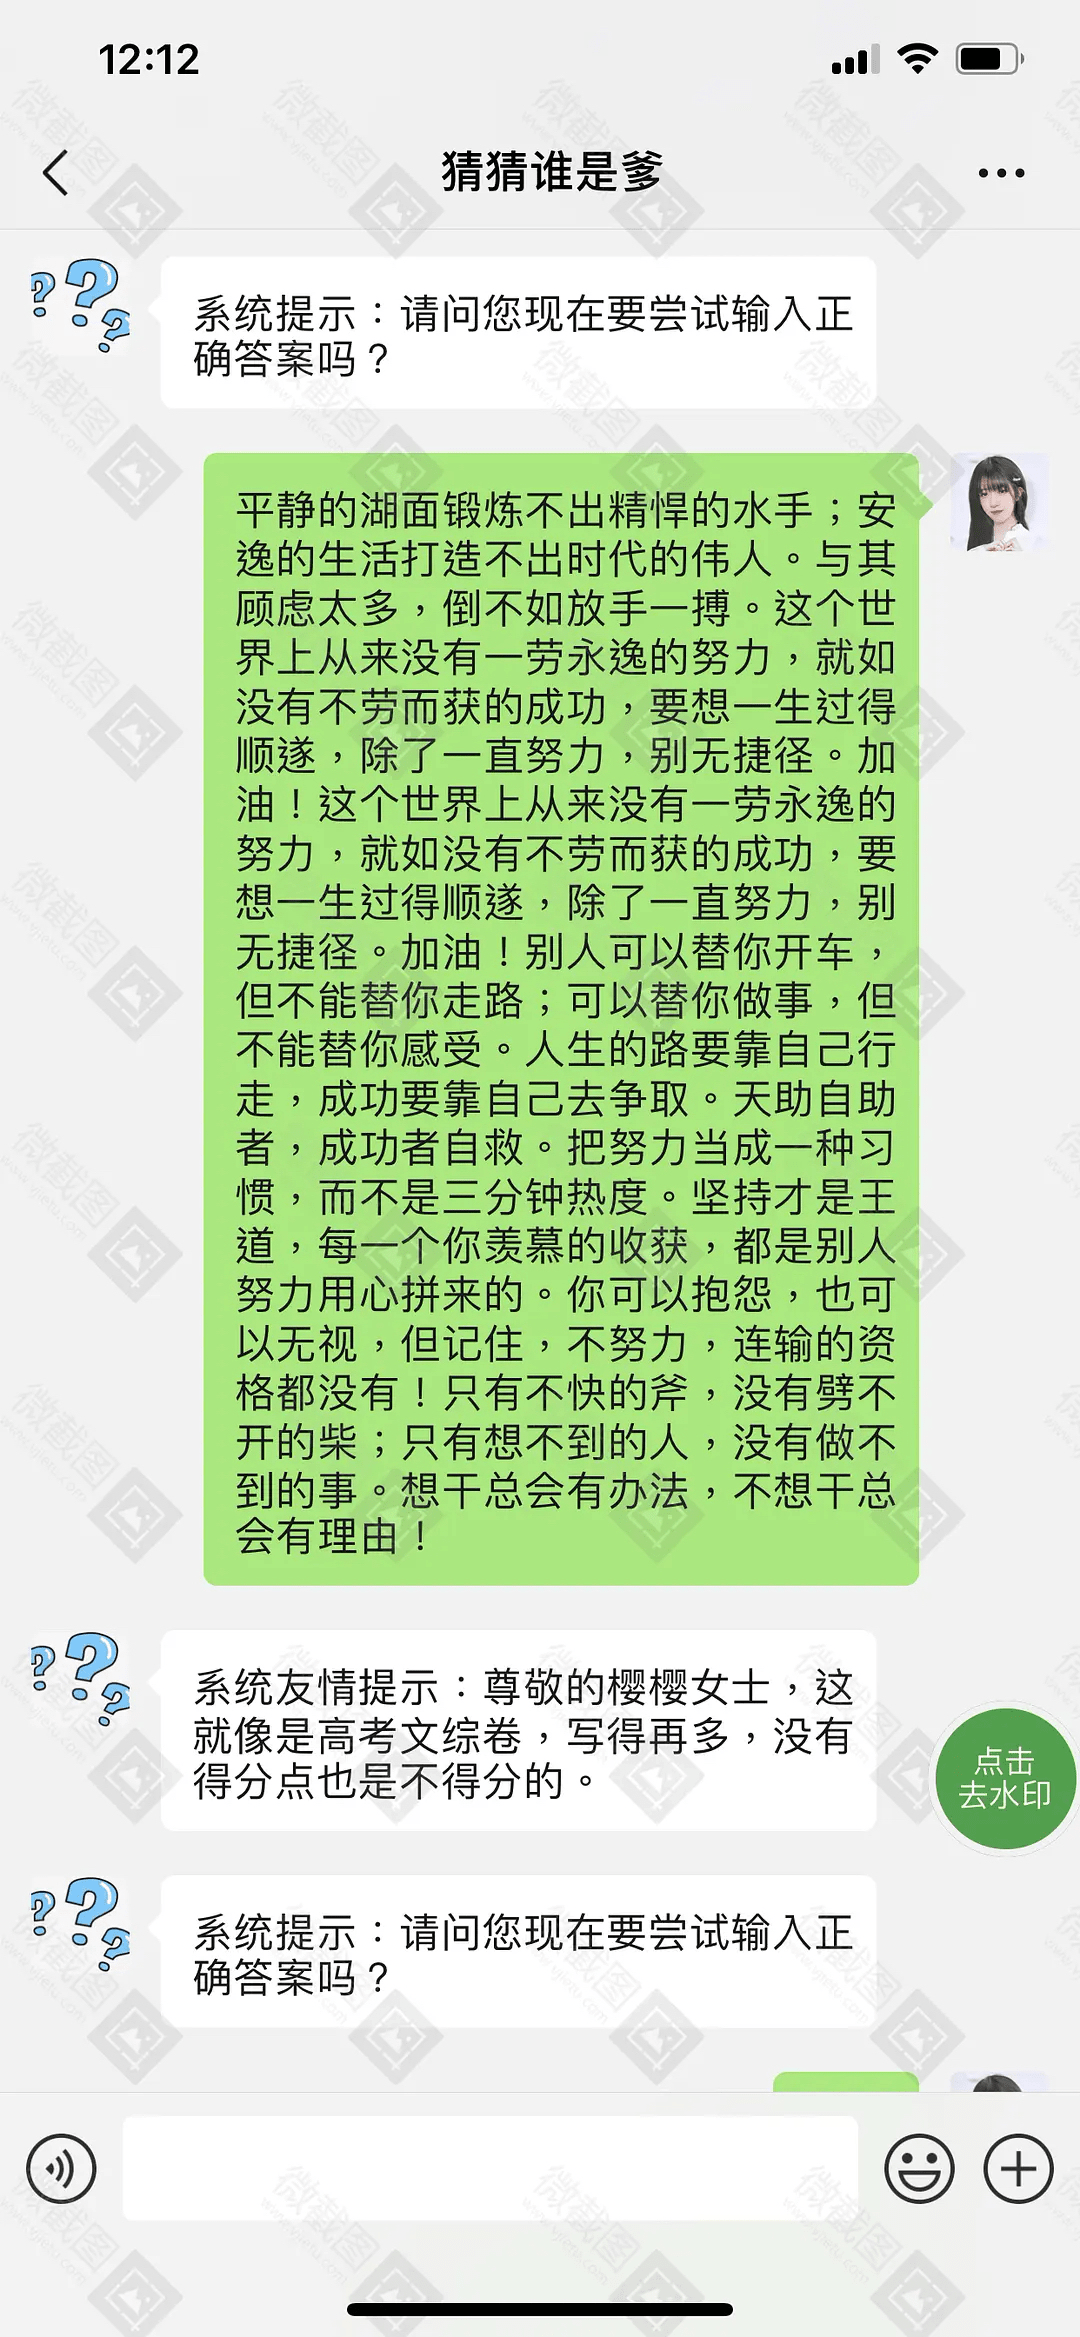 12:12
猜猜谁是爹
系统提示：请问您现在要尝试输入正
确答案吗？
平静的湖面锻炼不出精悍的水手；安
逸的生活打造不出时代的伟人。与其
顾虑太多，倒不如放手一搏。这个世
界上从来没有一劳永逸的努力，就如
没有不劳而获的成功，要想一生过得
顺遂，除了一直努力，别无捷径。加
油！这个世界上从来没有一劳永逸的
努力，就如没有不劳而获的成功，要
想一生过得顺遂，除了一直努力，别
无捷径。加油！别人可以替你开车，
但不能替你走路；可以替你做事，但
不能替你感受。人生的路要靠自己行
走，成功要靠自己去争取。天助自助
者，成功者自救。把努力当成一种习
惯，而不是三分钟热度。坚持才是王
道，每一个你羡慕的收获，都是别人
努力用心拼来的。你可以抱怨，也可
以无视，但记住，不努力，连输的资
格都没有！只有不快的斧，没有劈不
开的柴；只有想不到的人，没有做不
到的事。想干总会有办法，不想干总
会有理由！
系统友情提示：尊敬的樱樱女士，这
就像是高考文综卷，写得再多，没有
得分点也是不得分的。
点击
去水印
系统提示：请问您现在要尝试输入正
确答案吗？
微截图